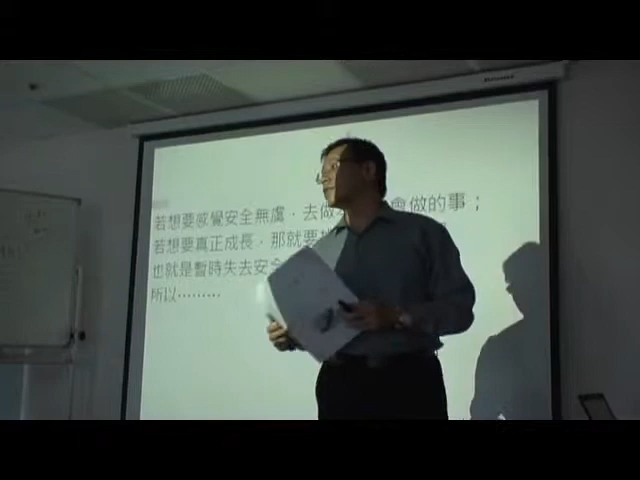 若想要感覺安全無虞，去做 會做的事；
若想要真正成長，那就要
也就是暫時失去安全
所以………